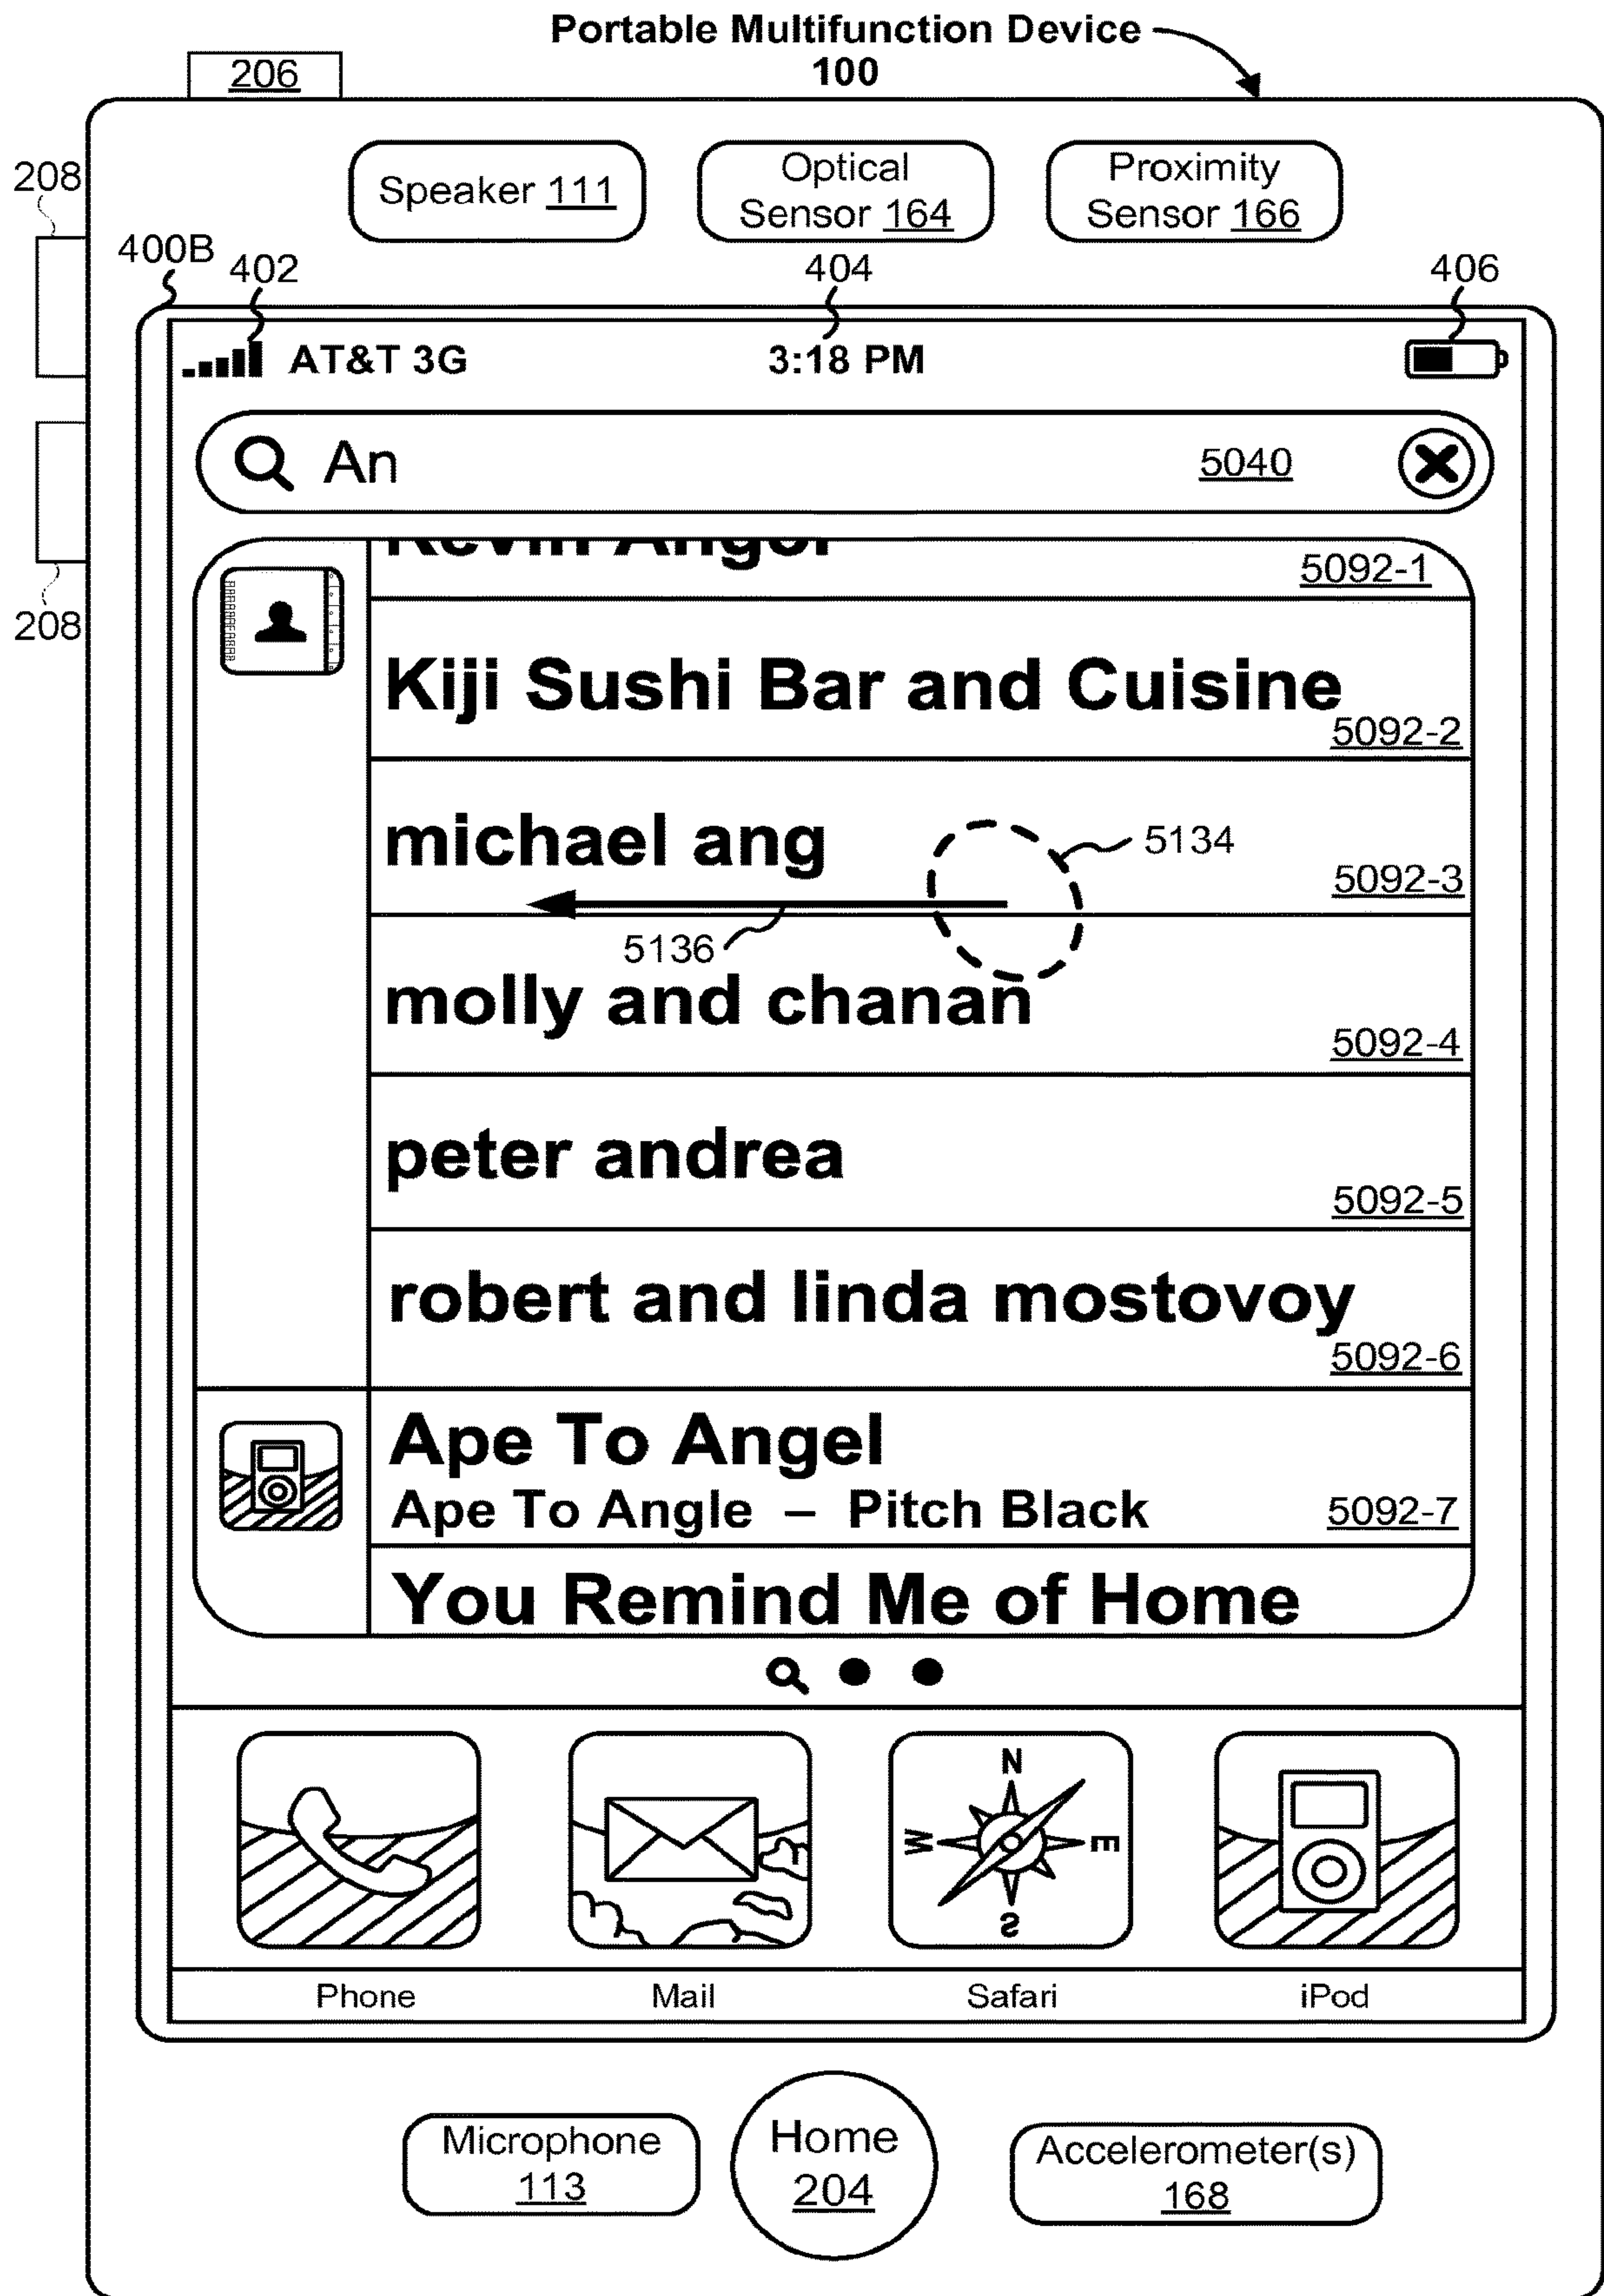 Portable Multifunction Device
100
206
208
Speaker 111
Optical
Sensor 164
Proximity
Sensor 166
400B
402
404
406
AT&T 3G
3:18 PM
An
5040
Kevin Angel
5092-1
208
Kiji Sushi Bar and Cuisine
5092-2
michael ang
5134
5092-3
5136
molly and chanan
5092-4
peter andrea
5092-5
robert and linda mostovoy
5092-6
Ape To Angel
Ape To Angle – Pitch Black
5092-7
You Remind Me of Home
N
W
E
S
Phone
Mail
Safari
iPod
Microphone
113
Home
204
Accelerometer(s)
168